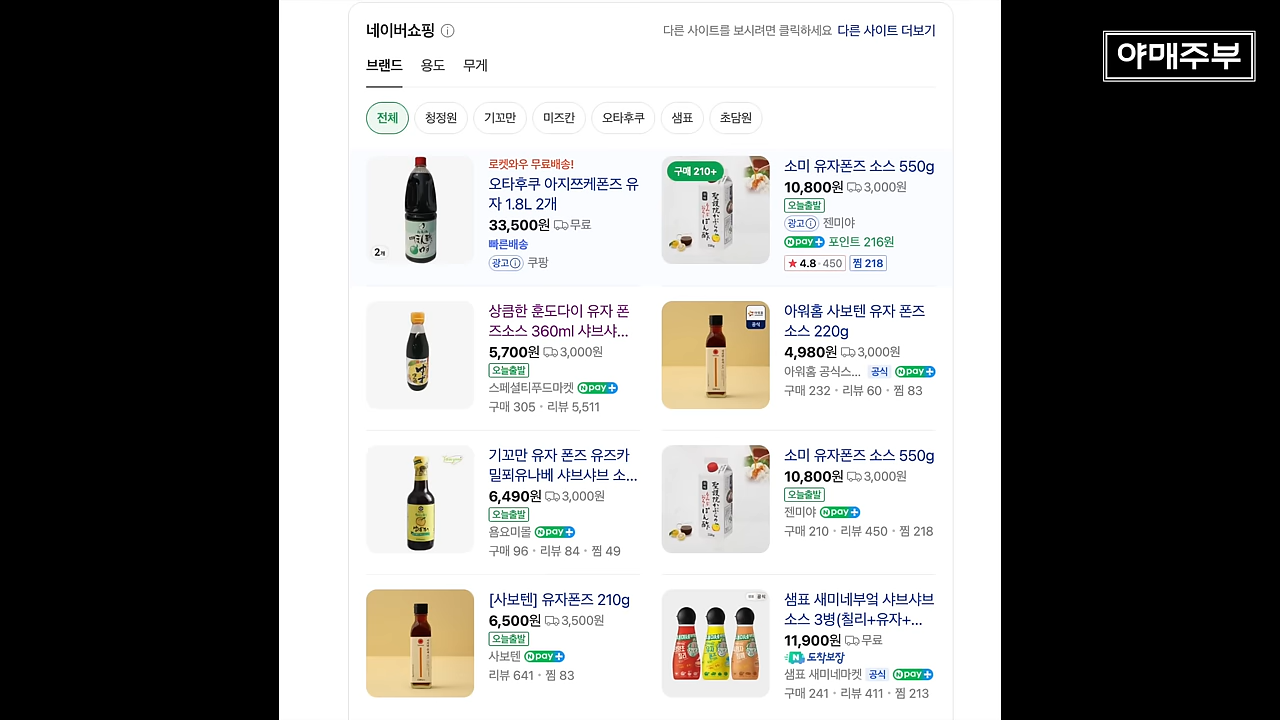 야매주부
네이버쇼핑
다른 사이트를 보시려면 클릭하세요 다른 사이트 더보기
브랜드 용도 무게
전체 청정원 기꼬만 미즈칸 오타후쿠 샘표 초담원
로켓와우 무료배송!
오타후쿠 아지쯔케폰즈 유
자 1.8L 2개
33,500원 무료
빠른배송
광고 쿠팡
2개
구매 210+
소미 유자폰즈 소스 550g
10,800원 3,000원
오늘출발
광고 젠미야
N pay+ 포인트 216원
★ 4.8 · 450 찜 218
상큼한 훈도다이 유자 폰
즈소스 360ml 샤브샤...
5,700원 3,000원
오늘출발
스페셜티푸드마켓 N pay+
구매 305 · 리뷰 5,511
공식
아워홈 사보텐 유자 폰즈
소스 220g
4,980원 3,000원
아워홈 공식스... 공식 N pay+
구매 232 · 리뷰 60 · 찜 83
기꼬만 유자 폰즈 유즈카
밀푀유나베 샤브샤브 소...
6,490원 3,000원
오늘출발
욤요미몰 N pay+
구매 96 · 리뷰 84 · 찜 49
소미 유자폰즈 소스 550g
10,800원 3,000원
오늘출발
젠미야 N pay+
구매 210 · 리뷰 450 · 찜 218
[사보텐] 유자폰즈 210g
6,500원 3,500원
오늘출발
사보텐 N pay+
리뷰 641 · 찜 83
샘표 새미네부엌 샤브샤브
소스 3병(칠리+유자+...
11,900원 무료
N 도착보장
샘표 새미네마켓 공식 N pay+
구매 241 · 리뷰 411 · 찜 213